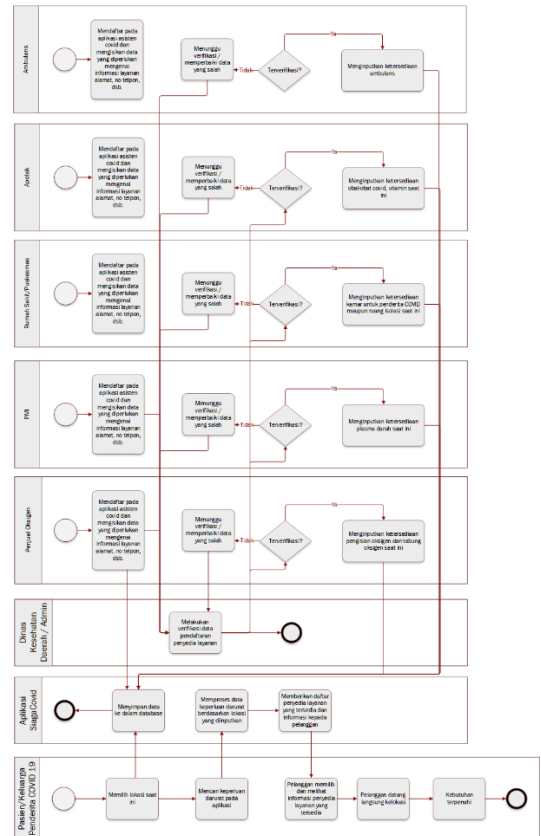 Ambulans
Mendaftar pada
aplikasi asisten
covid dan
mengisikan data
yang diperlukan
mengenai
informasi layanan
alamat, no telpon,
dsb.
Menunggu
verifikasi /
memperbaiki data
yang salah
Tidak
Terverifikasi?
Ya
Menginputkan ketersediaan
ambulans
Apotek
Mendaftar pada
aplikasi asisten
covid dan
mengisikan data
yang diperlukan
mengenai
informasi layanan
alamat, no telpon,
dsb.
Menunggu
verifikasi /
memperbaiki data
yang salah
Tidak
Terverifikasi?
Ya
Menginputkan ketersediaan
obat-obat covid, vitamin saat
ini
Rumah Sakit/Puskesmas
Mendaftar pada
aplikasi asisten
covid dan
mengisikan data
yang diperlukan
mengenai
informasi layanan
alamat, no telpon,
dsb.
Menunggu
verifikasi /
memperbaiki data
yang salah
Tidak
Terverifikasi?
Ya
Menginputkan ketersediaan
kamar untuk penderita COVID
maupun ruang isolasi saat ini
PMI
Mendaftar pada
aplikasi asisten
covid dan
mengisikan data
yang diperlukan
mengenai
informasi layanan
alamat, no telpon,
dsb.
Menunggu
verifikasi /
memperbaiki data
yang salah
Tidak
Terverifikasi?
Ya
Menginputkan ketersediaan
plasma darah saat ini
Penjual Oksigen
Mendaftar pada
aplikasi asisten
covid dan
mengisikan data
yang diperlukan
mengenai
informasi layanan
alamat, no telpon,
dsb.
Menunggu
verifikasi /
memperbaiki data
yang salah
Tidak
Terverifikasi?
Ya
Menginputkan ketersediaan
pengisian oksigen dan tabung
oksigen saat ini
Dinas
Kesehatan
Daerah / Admin
Melakukan
verifikasi data
pendaftaran
penyedia layanan
Aplikasi
SiagaCovid
Menyimpan data
ke dalam database
Memproses data
keperluan darurat
berdasarkan lokasi
yang diinputkan
Memberikan daftar
penyedia layanan
yang tersedia dan
informasi kepada
pelanggan
Pasien/Keluarga
Penderita COVID 19
Memilih lokasi saat
ini
Mencari keperluan
darurat pada
aplikasi
Pelanggan memilih
dan melihat
informasi penyedia
layanan yang
tersedia
Pelanggan datang
langsung kelokasi
Kebutuhan
terpenuhi